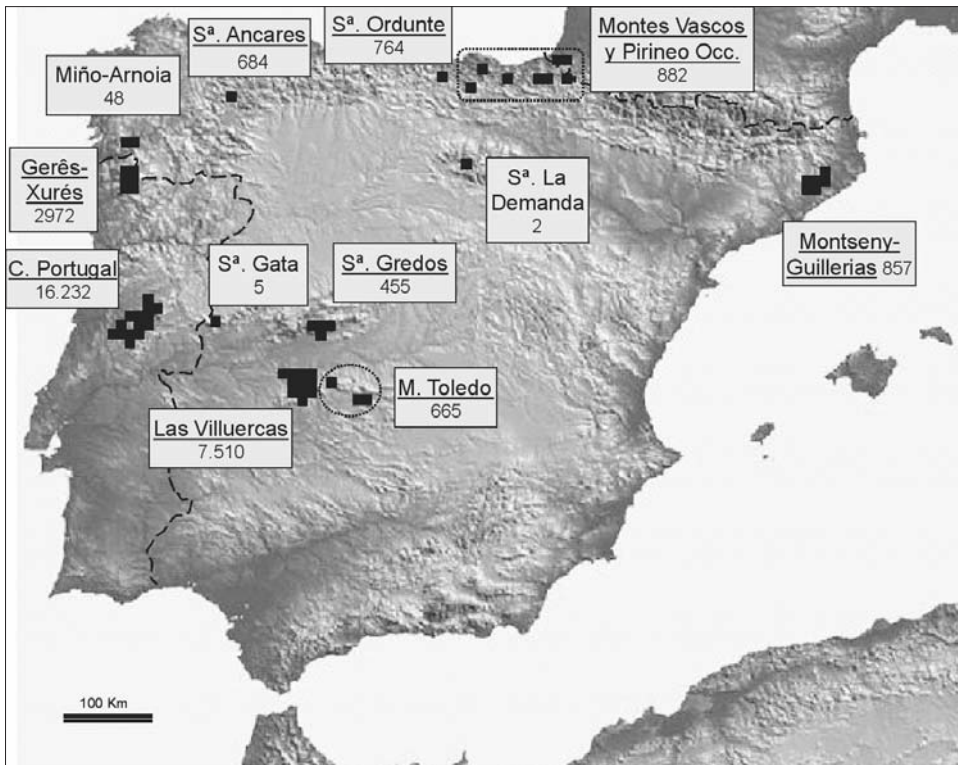 Sª. Ancares
684
Sª. Ordunte
764
Montes Vascos
y Pirineo Occ.
882
Miño-Arnoia
48
Gerês-
Xurés
2972
Sª. La
Demanda
2
C. Portugal
16.232
Sª. Gata
5
Sª. Gredos
455
Montseny-
Guillerias 857
M. Toledo
665
Las Villuercas
7.510
100 Km